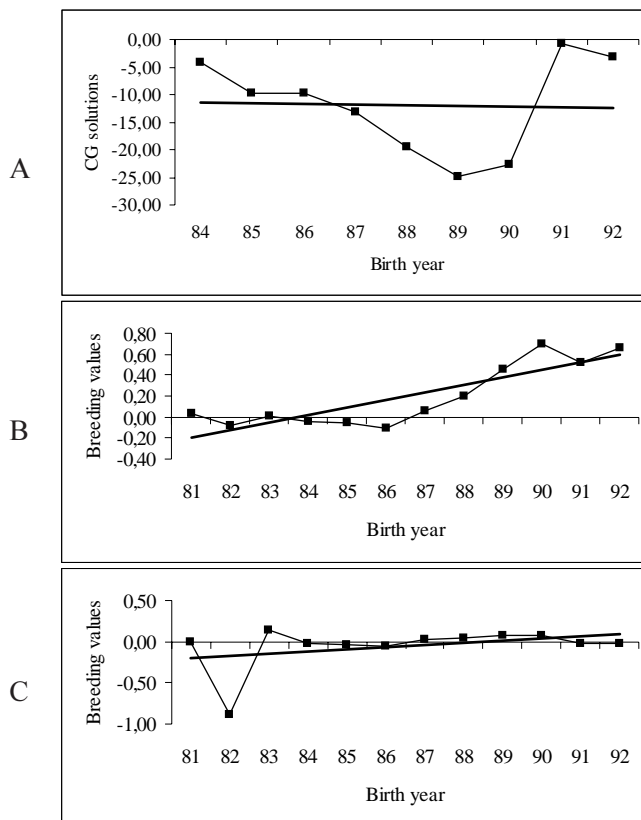 A
CG solutions
0,00
-5,00
-10,00
-15,00
-20,00
-25,00
-30,00
84 85 86 87 88 89 90 91 92
Birth year
B
Breeding values
0,80
0,60
0,40
0,20
0,00
-0,20
-0,40
81 82 83 84 85 86 87 88 89 90 91 92
Birth year
C
Breeding values
0,50
0,00
-0,50
-1,00
81 82 83 84 85 86 87 88 89 90 91 92
Birth year